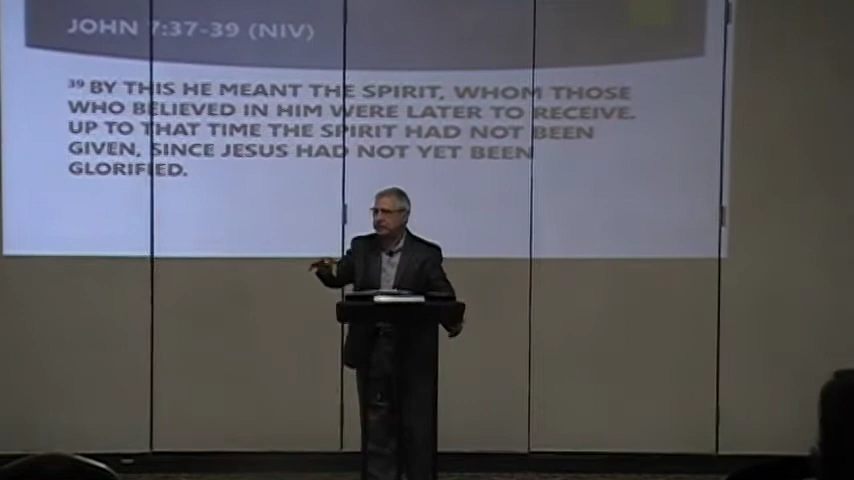 JOHN 7:37-39 (NIV)
39 BY THIS HE MEANT THE SPIRIT, WHOM THOSE
WHO BELIEVED IN HIM WERE LATER TO RECEIVE.
UP TO THAT TIME THE SPIRIT HAD NOT BEEN
GIVEN, SINCE JESUS HAD NOT YET BEEN
GLORIFIED.